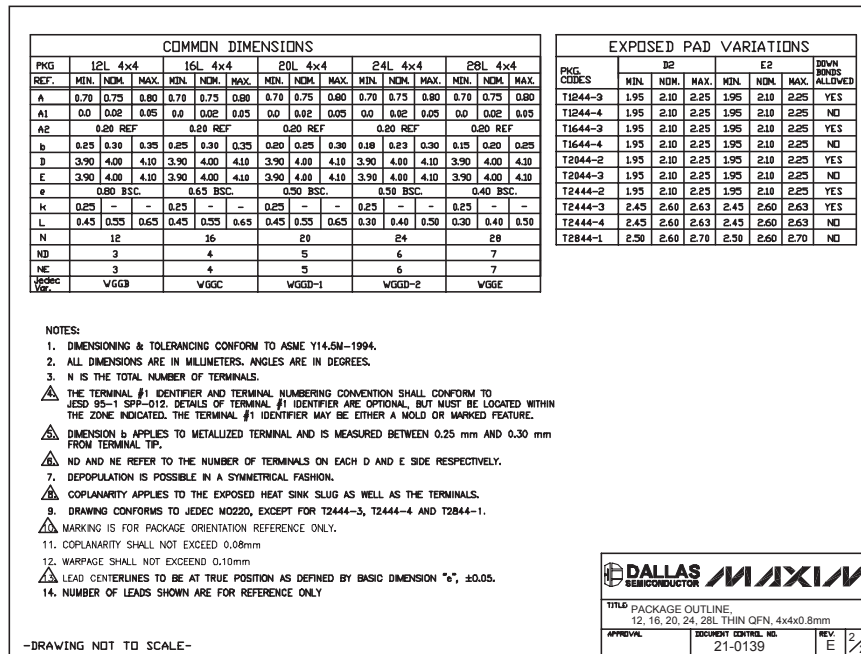 COMMON DIMENSIONS
PKG 12L 4x4 16L 4x4 20L 4x4 24L 4x4 28L 4x4
REF. MIN. NOM. MAX. MIN. NOM. MAX. MIN. NOM. MAX. MIN. NOM. MAX. MIN. NOM. MAX.
A 0.70 0.75 0.80 0.70 0.75 0.80 0.70 0.75 0.80 0.70 0.75 0.80 0.70 0.75 0.80
A1 0.0 0.02 0.05 0.0 0.02 0.05 0.0 0.02 0.05 0.0 0.02 0.05 0.0 0.02 0.05
A2 0.20 REF 0.20 REF 0.20 REF 0.20 REF 0.20 REF
b 0.25 0.30 0.35 0.25 0.30 0.35 0.20 0.25 0.30 0.18 0.23 0.30 0.15 0.20 0.25
D 3.90 4.00 4.10 3.90 4.00 4.10 3.90 4.00 4.10 3.90 4.00 4.10 3.90 4.00 4.10
E 3.90 4.00 4.10 3.90 4.00 4.10 3.90 4.00 4.10 3.90 4.00 4.10 3.90 4.00 4.10
e 0.80 BSC. 0.65 BSC. 0.50 BSC. 0.50 BSC. 0.40 BSC.
k 0.25 - - 0.25 - - 0.25 - - 0.25 - - 0.25 - -
L 0.45 0.55 0.65 0.45 0.55 0.65 0.45 0.55 0.65 0.30 0.40 0.50 0.30 0.40 0.50
N 12 16 20 24 28
ND 3 4 5 6 7
NE 3 4 5 6 7
Jedec Var. WGGB WGGC WGGD-1 WGGD-2 WGGE
EXPOSED PAD VARIATIONS
PKG. CODES D2 E2 DOWN BONDS ALLOWED
MIN. NOM. MAX. MIN. NOM. MAX.
T1244-3 1.95 2.10 2.25 1.95 2.10 2.25 YES
T1244-4 1.95 2.10 2.25 1.95 2.10 2.25 NO
T1644-3 1.95 2.10 2.25 1.95 2.10 2.25 YES
T1644-4 1.95 2.10 2.25 1.95 2.10 2.25 NO
T2044-2 1.95 2.10 2.25 1.95 2.10 2.25 YES
T2044-3 1.95 2.10 2.25 1.95 2.10 2.25 NO
T2444-2 1.95 2.10 2.25 1.95 2.10 2.25 YES
T2444-3 2.45 2.60 2.63 2.45 2.60 2.63 YES
T2444-4 2.45 2.60 2.63 2.45 2.60 2.63 NO
T2844-1 2.50 2.60 2.70 2.50 2.60 2.70 NO
NOTES:
1. DIMENSIONING & TOLERANCING CONFORM TO ASME Y14.5M-1994.
2. ALL DIMENSIONS ARE IN MILLIMETERS. ANGLES ARE IN DEGREES.
3. N IS THE TOTAL NUMBER OF TERMINALS.
4. THE TERMINAL #1 IDENTIFIER AND TERMINAL NUMBERING CONVENTION SHALL CONFORM TO
JESD 95-1 SPP-012. DETAILS OF TERMINAL #1 IDENTIFIER ARE OPTIONAL, BUT MUST BE LOCATED WITHIN
THE ZONE INDICATED. THE TERMINAL #1 IDENTIFIER MAY BE EITHER A MOLD OR MARKED FEATURE.
5. DIMENSION b APPLIES TO METALLIZED TERMINAL AND IS MEASURED BETWEEN 0.25 mm AND 0.30 mm
FROM TERMINAL TIP.
6. ND AND NE REFER TO THE NUMBER OF TERMINALS ON EACH D AND E SIDE RESPECTIVELY.
7. DEPOPULATION IS POSSIBLE IN A SYMMETRICAL FASHION.
8. COPLANARITY APPLIES TO THE EXPOSED HEAT SINK SLUG AS WELL AS THE TERMINALS.
9. DRAWING CONFORMS TO JEDEC MO220, EXCEPT FOR T2444-3, T2444-4 AND T2844-1.
10. MARKING IS FOR PACKAGE ORIENTATION REFERENCE ONLY.
11. COPLANARITY SHALL NOT EXCEED 0.08mm
12. WARPAGE SHALL NOT EXCEEND 0.10mm
13. LEAD CENTERLINES TO BE AT TRUE POSITION AS DEFINED BY BASIC DIMENSION "e", ±0.05.
14. NUMBER OF LEADS SHOWN ARE FOR REFERENCE ONLY
-DRAWING NOT TO SCALE-
DALLAS SEMICONDUCTOR MAXIM
TITLE: PACKAGE OUTLINE,
12, 16, 20, 24, 28L THIN QFN, 4x4x0.8mm
APPROVAL DOCUMENT CONTROL NO. REV.
21-0139 E 2/